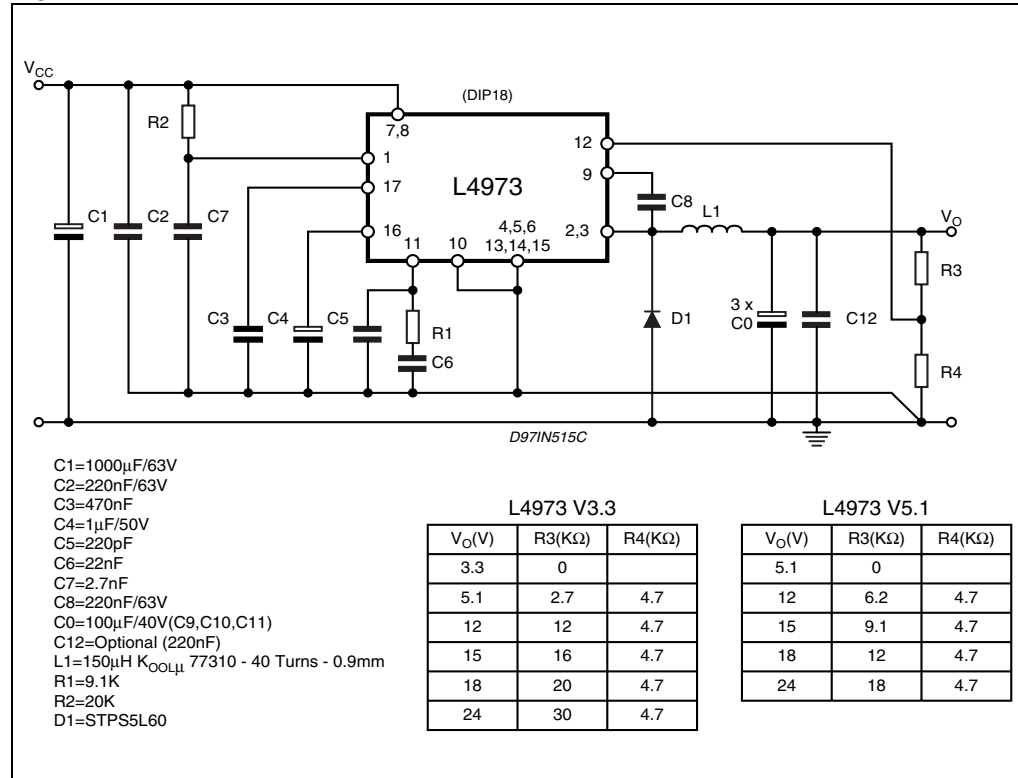 VCC
(DIP18)
R2
7,8
12
1
9
L4973
17
C8
L1
VO
C1
C2
C7
16
4,5,6
2,3
11
10
13,14,15
R3
3 x
C3
C4
C5
R1
D1
C0
C12
C6
R4
D97IN515C
C1=1000μF/63V
C2=220nF/63V
C3=470nF
C4=1μF/50V
C5=220pF
C6=22nF
C7=2.7nF
C8=220nF/63V
C0=100μF/40V(C9,C10,C11)
C12=Optional (220nF)
L1=150μH KOOLμ 77310 - 40 Turns - 0.9mm
R1=9.1K
R2=20K
D1=STPS5L60
L4973 V3.3
VO(V) R3(KΩ) R4(KΩ)
3.3 0
5.1 2.7 4.7
12 12 4.7
15 16 4.7
18 20 4.7
24 30 4.7
L4973 V5.1
VO(V) R3(KΩ) R4(KΩ)
5.1 0
12 6.2 4.7
15 9.1 4.7
18 12 4.7
24 18 4.7